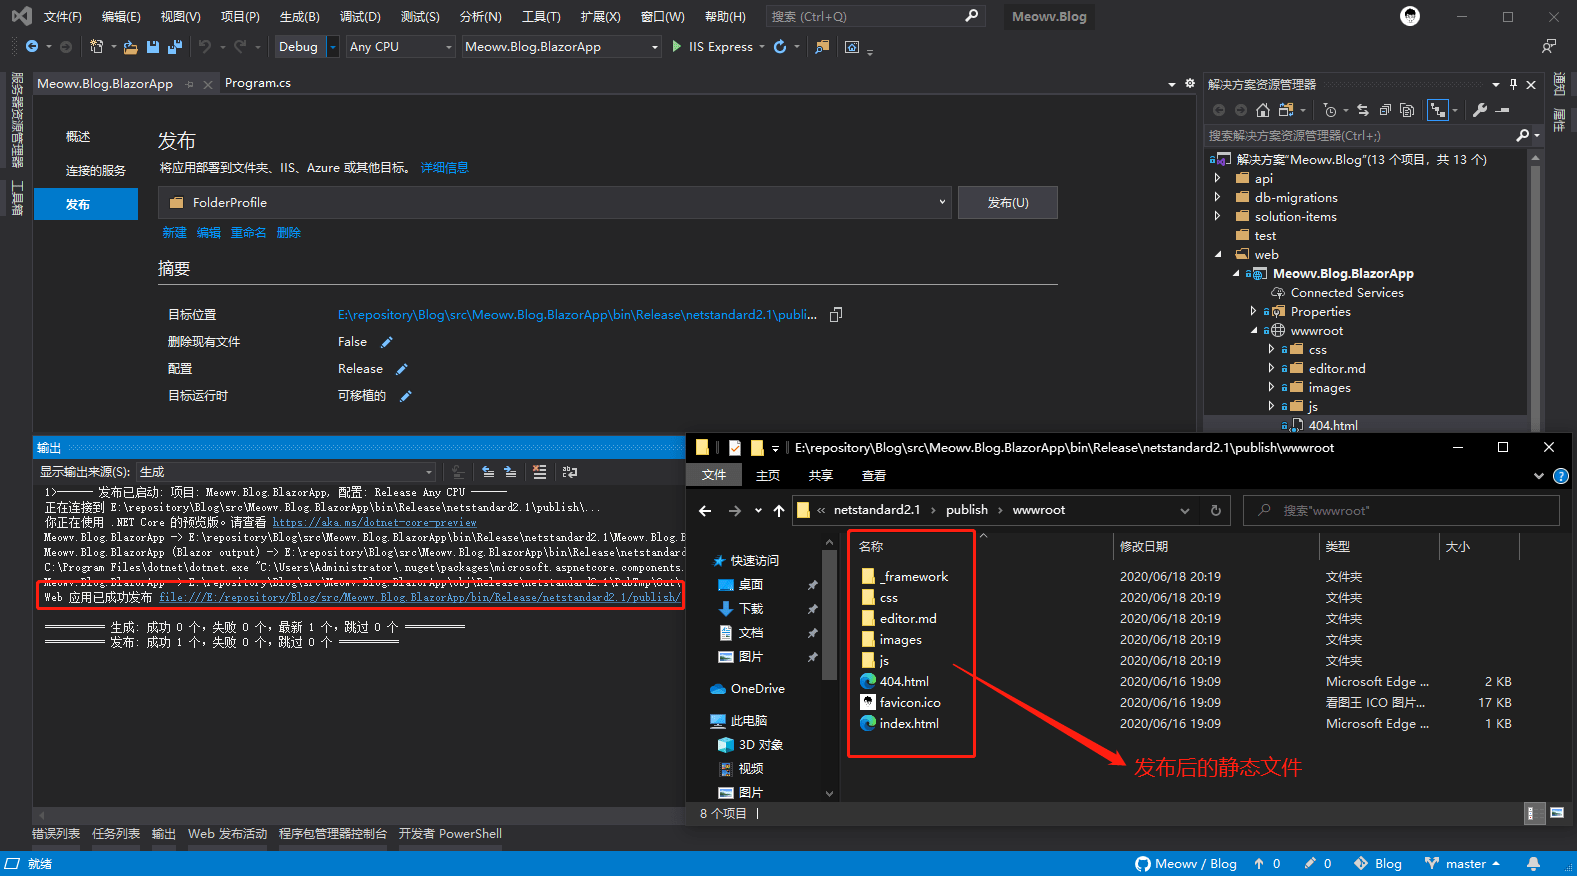 文件(F) 编辑(E) 视图(V) 项目(P) 生成(B) 调试(D) 测试(S) 分析(N) 工具(T) 扩展(X) 窗口(W) 帮助(H) 搜索 (Ctrl+Q) Meowv.Blog
Debug Any CPU Meowv.Blog.BlazorApp IIS Express
服务器资源管理器
工具箱
Meowv.Blog.BlazorApp Program.cs
概述
连接的服务
发布
发布
将应用部署到文件夹、IIS、Azure 或其他目标。 详细信息
FolderProfile 发布(U)
新建 编辑 重命名 删除
摘要
目标位置 E:\repository\Blog\src\Meowv.Blog.BlazorApp\bin\Release\netstandard2.1\publi...
删除现有文件 False
配置 Release
目标运行时 可移植的
解决方案资源管理器
搜索解决方案资源管理器(Ctrl+;)
解决方案"Meowv.Blog"(13 个项目，共 13 个)
api
db-migrations
solution-items
test
web
Meowv.Blog.BlazorApp
Connected Services
Properties
wwwroot
css
editor.md
images
js
404.html
通知
属性
输出
显示输出来源(S): 生成
1>—— 发布已启动: 项目: Meowv.Blog.BlazorApp, 配置: Release Any CPU ——
正在连接到 E:\repository\Blog\src\Meowv.Blog.BlazorApp\bin\Release\netstandard2.1\publish\...
你正在使用 .NET Core 的预览版。请查看 https://aka.ms/dotnet-core-preview
Meowv.Blog.BlazorApp -> E:\repository\Blog\src\Meowv.Blog.BlazorApp\bin\Release\netstandard2.1\Meowv.Blog.B
Meowv.Blog.BlazorApp (Blazor output) -> E:\repository\Blog\src\Meowv.Blog.BlazorApp\bin\Release\netstandard
C:\Program Files\dotnet\dotnet.exe "C:\Users\Administrator\.nuget\packages\microsoft.aspnetcore.components.
Meowv.Blog.BlazorApp -> E:\repository\Blog\src\Meowv.Blog.BlazorApp\obj\Release\netstandard2.1\PubTmp\Out\
Web 应用已成功发布 file:///E:/repository/Blog/src/Meowv.Blog.BlazorApp/bin/Release/netstandard2.1/publish/
========== 生成: 成功 0 个，失败 0 个，最新 1 个，跳过 0 个 ==========
========== 发布: 成功 1 个，失败 0 个，跳过 0 个 ==========
E:\repository\Blog\src\Meowv.Blog.BlazorApp\bin\Release\netstandard2.1\publish\wwwroot
文件 主页 共享 查看
« netstandard2.1 › publish › wwwroot 搜索"wwwroot"
快速访问
桌面
下载
文档
图片
OneDrive
此电脑
3D 对象
视频
图片
名称 修改日期 类型 大小
_framework 2020/06/18 20:19 文件夹
css 2020/06/18 20:19 文件夹
editor.md 2020/06/18 20:19 文件夹
images 2020/06/18 20:19 文件夹
js 2020/06/18 20:19 文件夹
404.html 2020/06/16 19:09 Microsoft Edge ... 2 KB
favicon.ico 2020/06/16 19:09 看图王 ICO 图片... 17 KB
index.html 2020/06/16 19:09 Microsoft Edge ... 1 KB
发布后的静态文件
8 个项目
错误列表 任务列表 输出 Web 发布活动 程序包管理器控制台 开发者 PowerShell
就绪 Meowv / Blog 0 0 Blog master